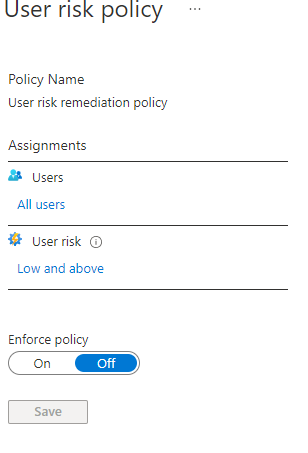 User risk policy ...
Policy Name
User risk remediation policy
Assignments
Users
All users
User risk
Low and above
Enforce policy
On Off
Save